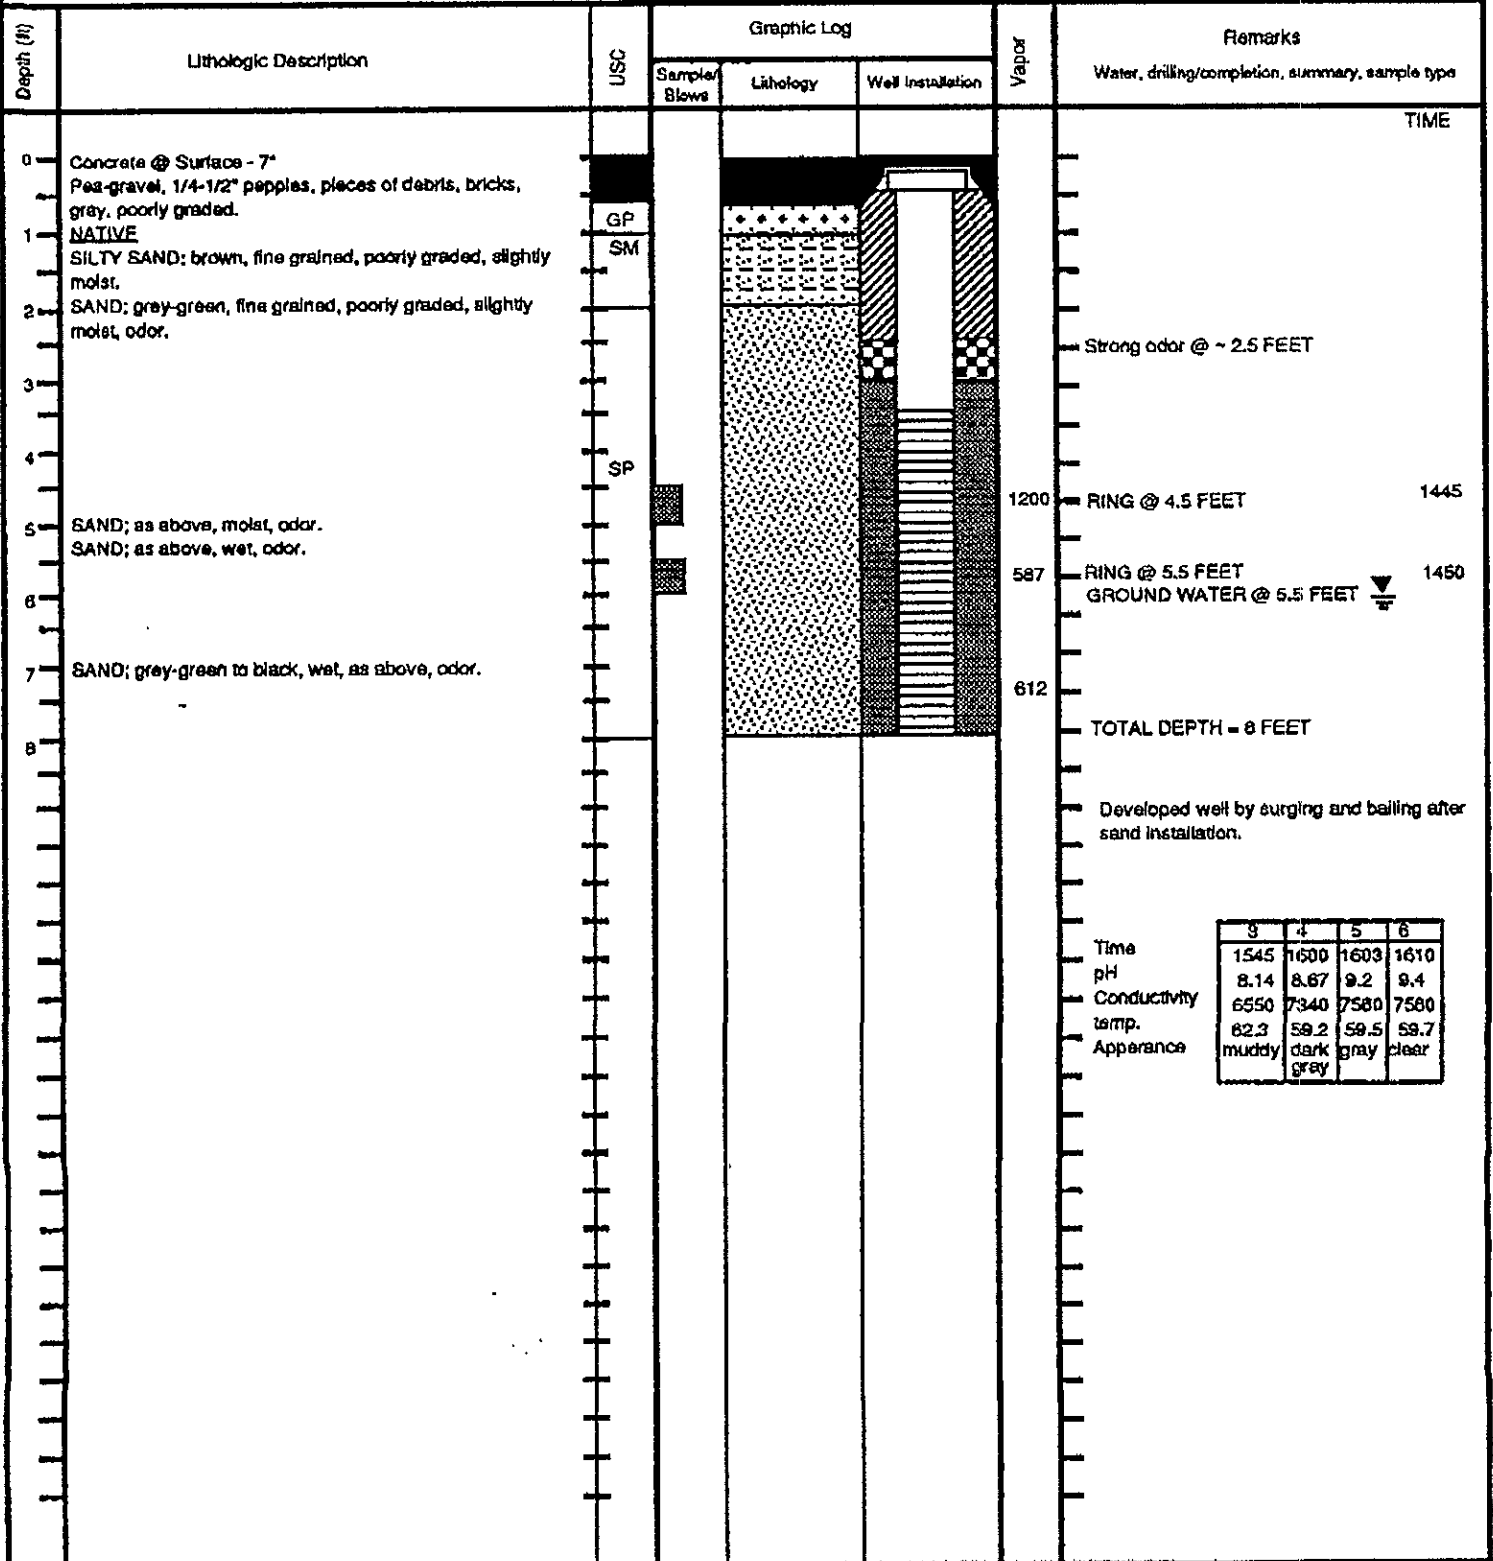 Depth (ft)
Lithologic Description
USC
Graphic Log
Sample/
Blows
Lithology
Well Installation
Vapor
Remarks
Water, drilling/completion, summary, sample type
TIME
0
Concrete @ Surface - 7"
Pea-gravel, 1/4-1/2" pepples, pieces of debris, bricks,
gray, poorly graded.
GP
1
NATIVE
SM
SILTY SAND; brown, fine grained, poorly graded, slightly
moist.
2
SAND; grey-green, fine grained, poorly graded, slightly
moist, odor.
Strong odor @ ~ 2.5 FEET
3
4
SP
1200
RING @ 4.5 FEET
1445
5
SAND; as above, moist, odor.
SAND; as above, wet, odor.
587
RING @ 5.5 FEET
1450
GROUND WATER @ 5.5 FEET
6
7
SAND; grey-green to black, wet, as above, odor.
612
TOTAL DEPTH = 8 FEET
8
Developed well by surging and bailing after
sand installation.
3 4 5 6
Time 1545 1600 1603 1610
pH 8.14 8.67 9.2 9.4
Conductivity 6550 7340 7560 7560
temp. 62.3 59.2 59.5 59.7
Apperance muddy dark gray clear
gray